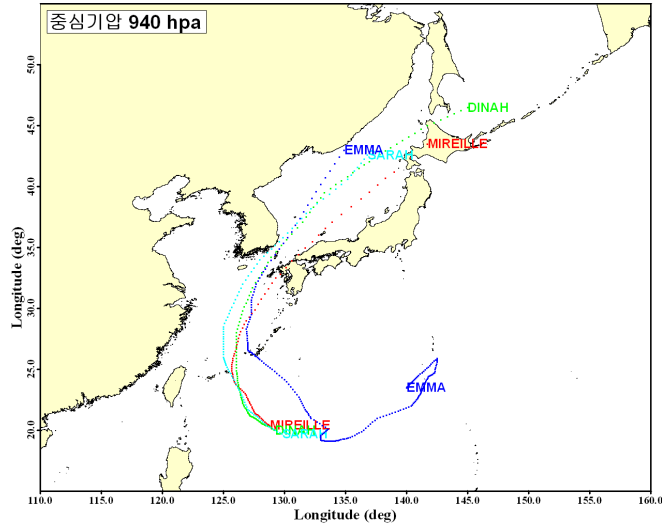 중심기압 940 hpa
50.0
DINAH
45.0
EMMA
SARAH
MIREILLE
40.0
35.0
Longitude (deg)
30.0
25.0
EMMA
MIREILLE
DINAH
SARAH
20.0
110.0 115.0 120.0 125.0 130.0 135.0 140.0 145.0 150.0 155.0 160.0
Longitude (deg)